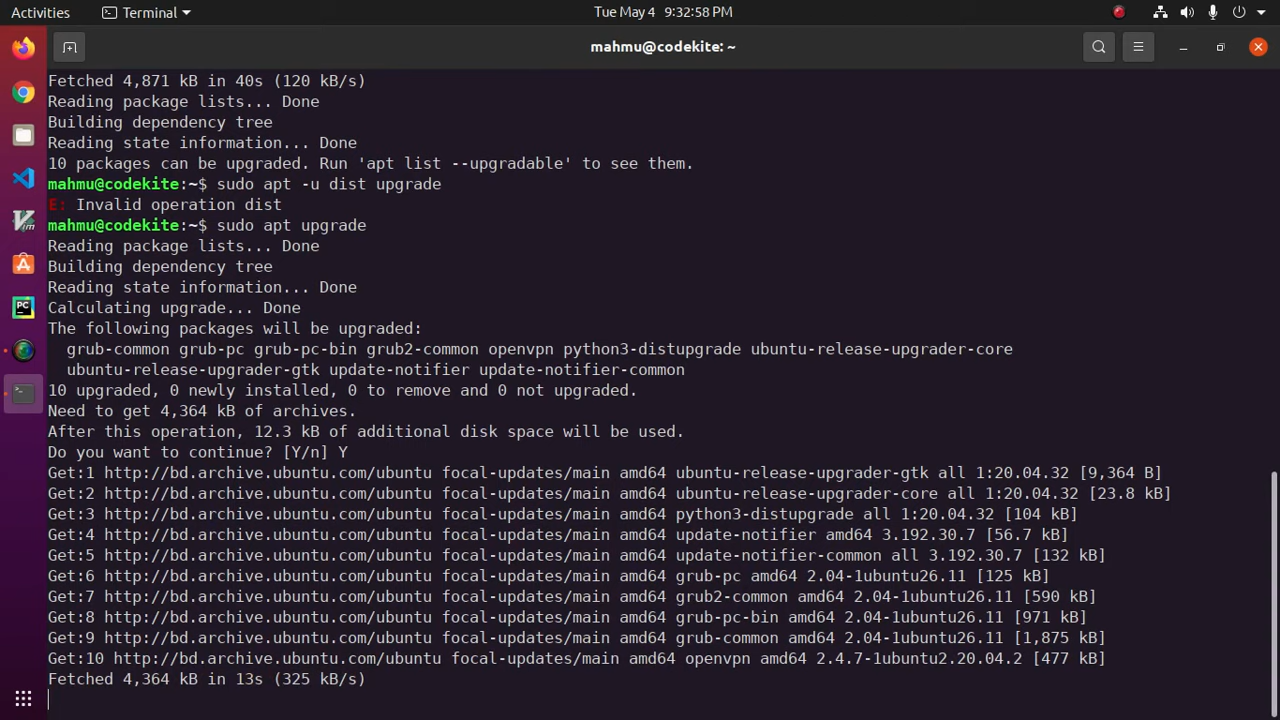 Activities Terminal Tue May 4 9:32:58 PM
mahmu@codekite: ~
Fetched 4,871 kB in 40s (120 kB/s)
Reading package lists... Done
Building dependency tree
Reading state information... Done
10 packages can be upgraded. Run 'apt list --upgradable' to see them.
mahmu@codekite:~$ sudo apt -u dist upgrade
E: Invalid operation dist
mahmu@codekite:~$ sudo apt upgrade
Reading package lists... Done
Building dependency tree
Reading state information... Done
Calculating upgrade... Done
The following packages will be upgraded:
grub-common grub-pc grub-pc-bin grub2-common openvpn python3-distupgrade ubuntu-release-upgrader-core
ubuntu-release-upgrader-gtk update-notifier update-notifier-common
10 upgraded, 0 newly installed, 0 to remove and 0 not upgraded.
Need to get 4,364 kB of archives.
After this operation, 12.3 kB of additional disk space will be used.
Do you want to continue? [Y/n] Y
Get:1 http://bd.archive.ubuntu.com/ubuntu focal-updates/main amd64 ubuntu-release-upgrader-gtk all 1:20.04.32 [9,364 B]
Get:2 http://bd.archive.ubuntu.com/ubuntu focal-updates/main amd64 ubuntu-release-upgrader-core all 1:20.04.32 [23.8 kB]
Get:3 http://bd.archive.ubuntu.com/ubuntu focal-updates/main amd64 python3-distupgrade all 1:20.04.32 [104 kB]
Get:4 http://bd.archive.ubuntu.com/ubuntu focal-updates/main amd64 update-notifier amd64 3.192.30.7 [56.7 kB]
Get:5 http://bd.archive.ubuntu.com/ubuntu focal-updates/main amd64 update-notifier-common all 3.192.30.7 [132 kB]
Get:6 http://bd.archive.ubuntu.com/ubuntu focal-updates/main amd64 grub-pc amd64 2.04-1ubuntu26.11 [125 kB]
Get:7 http://bd.archive.ubuntu.com/ubuntu focal-updates/main amd64 grub2-common amd64 2.04-1ubuntu26.11 [590 kB]
Get:8 http://bd.archive.ubuntu.com/ubuntu focal-updates/main amd64 grub-pc-bin amd64 2.04-1ubuntu26.11 [971 kB]
Get:9 http://bd.archive.ubuntu.com/ubuntu focal-updates/main amd64 grub-common amd64 2.04-1ubuntu26.11 [1,875 kB]
Get:10 http://bd.archive.ubuntu.com/ubuntu focal-updates/main amd64 openvpn amd64 2.4.7-1ubuntu2.20.04.2 [477 kB]
Fetched 4,364 kB in 13s (325 kB/s)